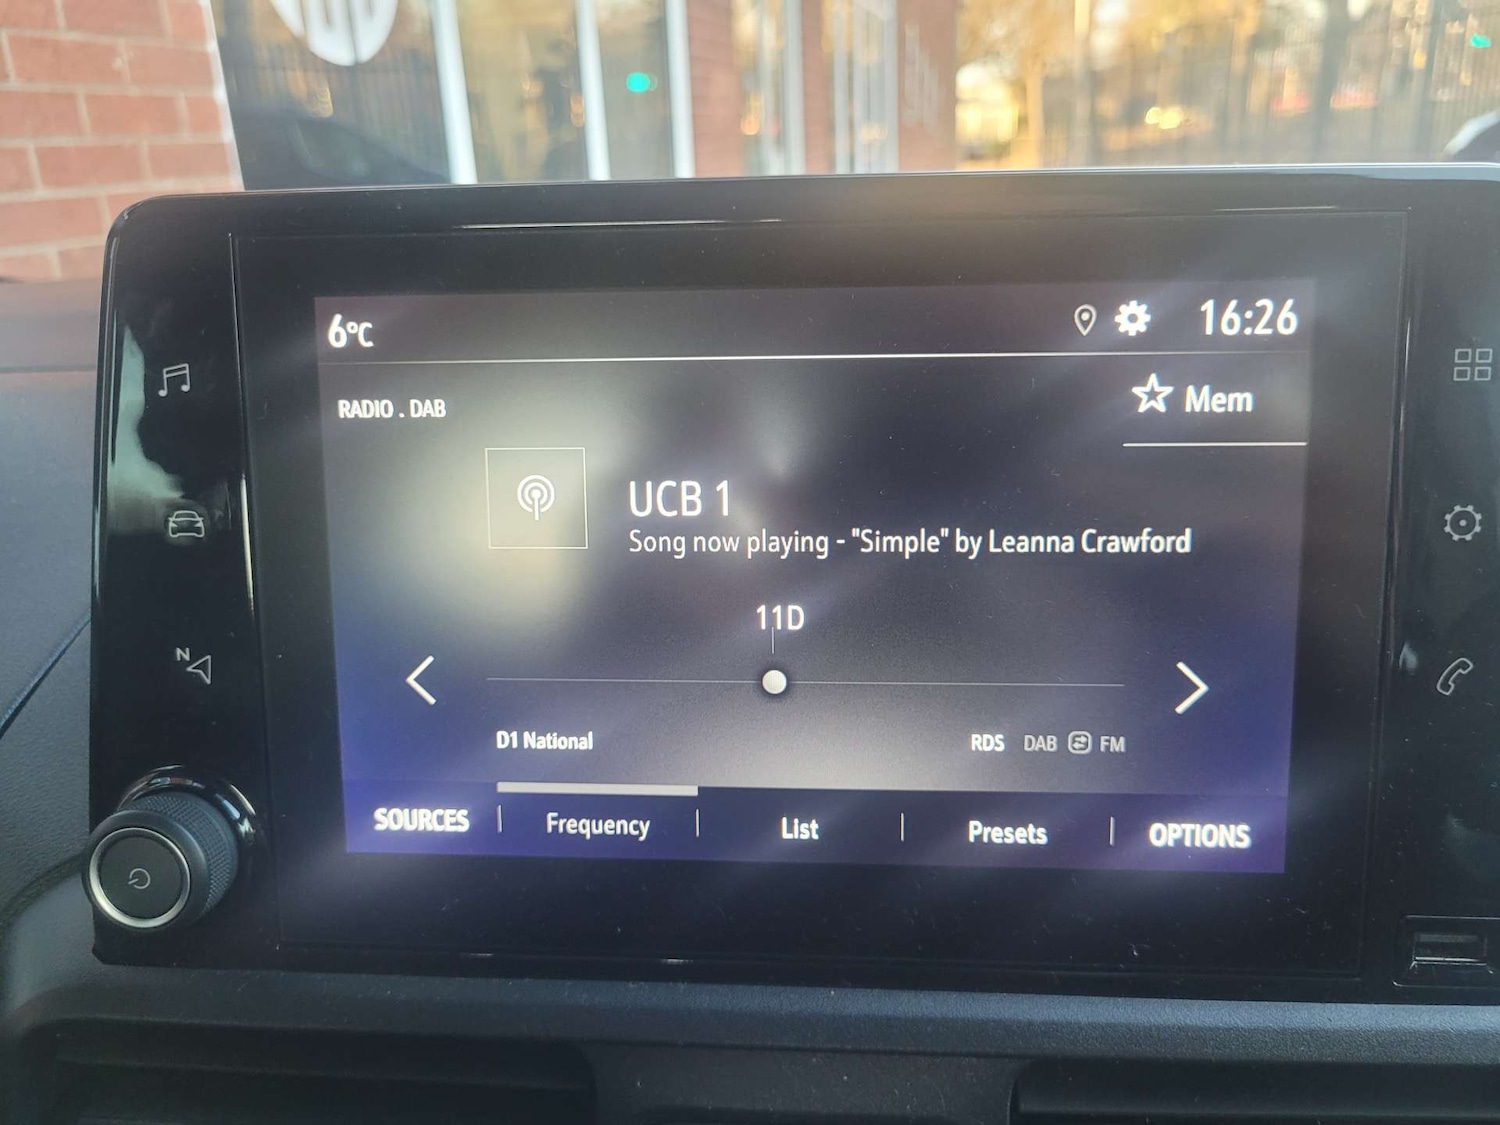 6°C
16:26
RADIO . DAB
Mem
UCB 1
Song now playing - "Simple" by Leanna Crawford
11D
D1 National
RDS DAB FM
SOURCES
Frequency
List
Presets
OPTIONS
N